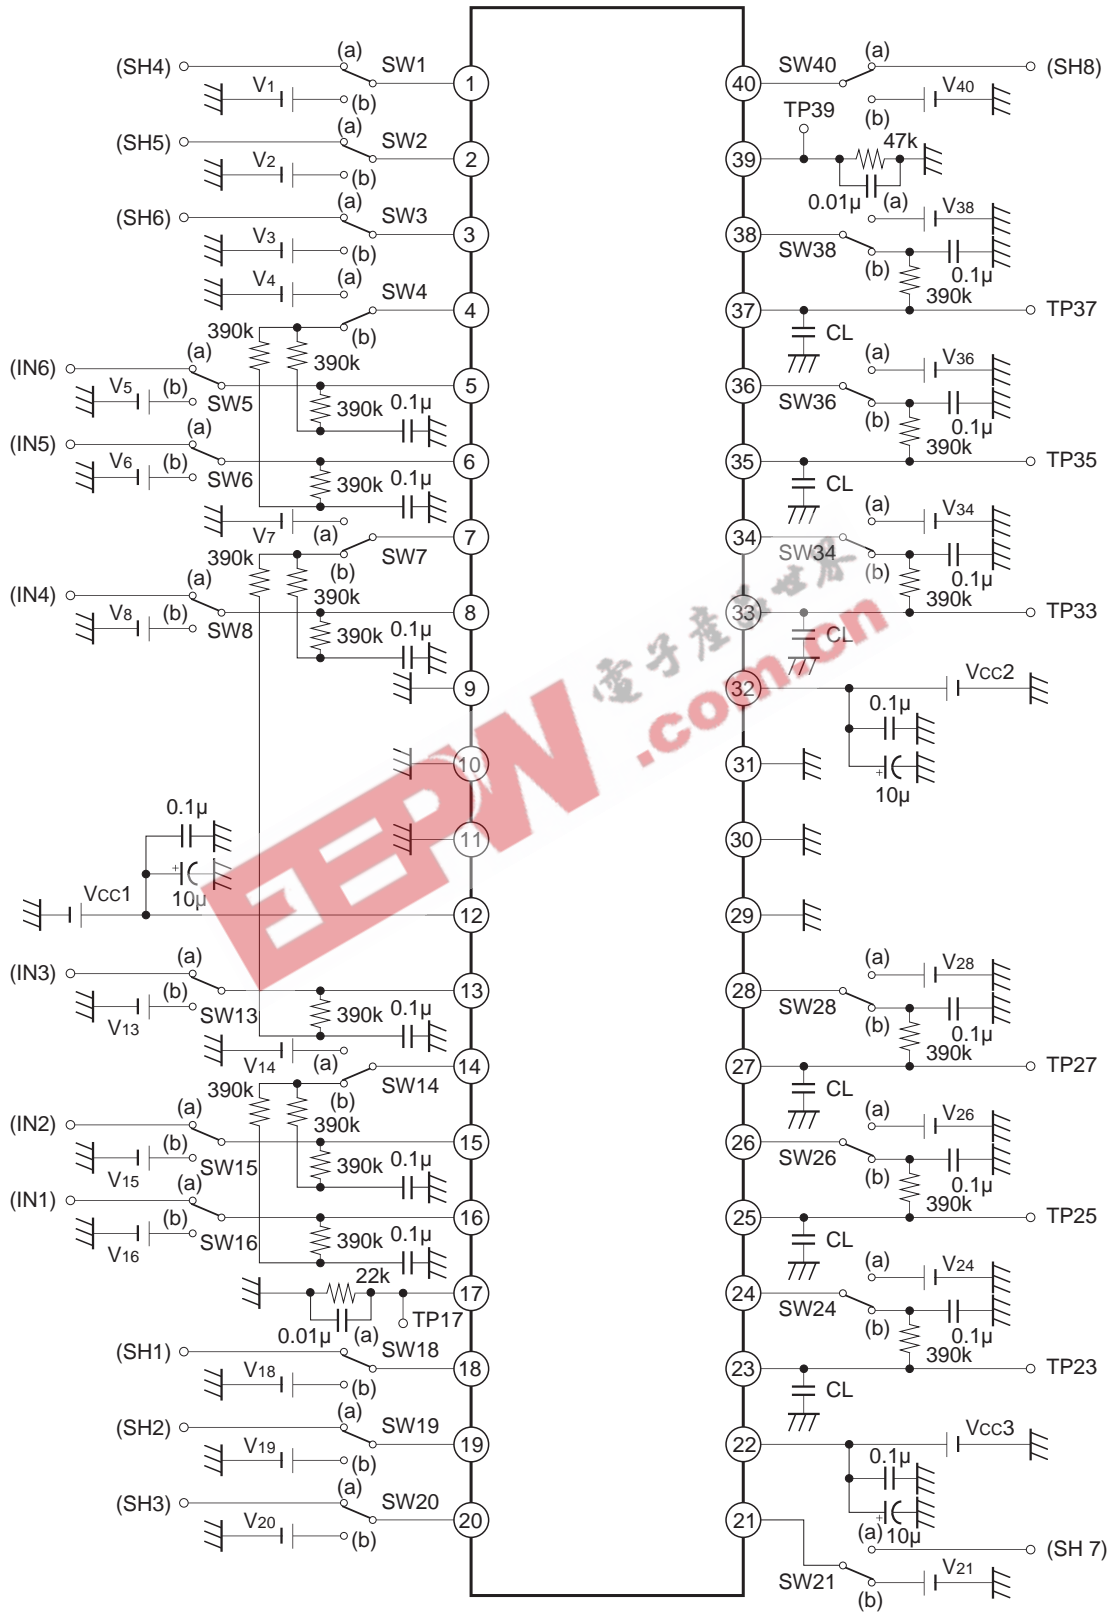 (SH4) (a) SW1 1
V1 (b)
(SH5) (a) SW2 2
V2 (b)
(SH6) (a) SW3 3
V3 (b)
V4 (a) SW4 4
390k (b) 390k
(IN6) (a) 5
V5 (b) SW5 390k 0.1μ
(IN5) (a) 6
V6 (b) SW6 390k 0.1μ
V7 (a) SW7 7
390k (b) 390k
(IN4) (a) 8
V8 (b) SW8 390k 0.1μ
9
10
0.1μ
11
10μ
VCC1 12
(IN3) (a) 13
V13 (b) SW13 390k 0.1μ
V14 (a) SW14 14
390k (b) 390k
(IN2) (a) 15
V15 (b) SW15 390k 0.1μ
(IN1) (a) 16
V16 (b) SW16 390k 0.1μ
22k 17
0.01μ TP17
(SH1) (a) SW18 18
V18 (b)
(SH2) (a) SW19 19
V19 (b)
(SH3) (a) SW20 20
V20 (b)
40 SW40 (a) (SH8)
V40 (b)
TP39
39 47k
0.01μ
38 SW38 (a) V38
(b) 0.1μ
390k
37 TP37
CL
36 SW36 (a) V36
(b) 0.1μ
390k
35 TP35
CL
34 SW34 (a) V34
(b) 0.1μ
390k
33 TP33
CL
32 VCC2
0.1μ
10μ
31
30
29
28 SW28 (a) V28
(b) 0.1μ
390k
27 TP27
CL
26 SW26 (a) V26
(b) 0.1μ
390k
25 TP25
CL
24 SW24 (a) V24
(b) 0.1μ
390k
23 TP23
CL
22 VCC3
0.1μ
10μ
21 SW21 (a) (SH 7)
V21 (b)
EEPW
電子產品世界
.com.cn